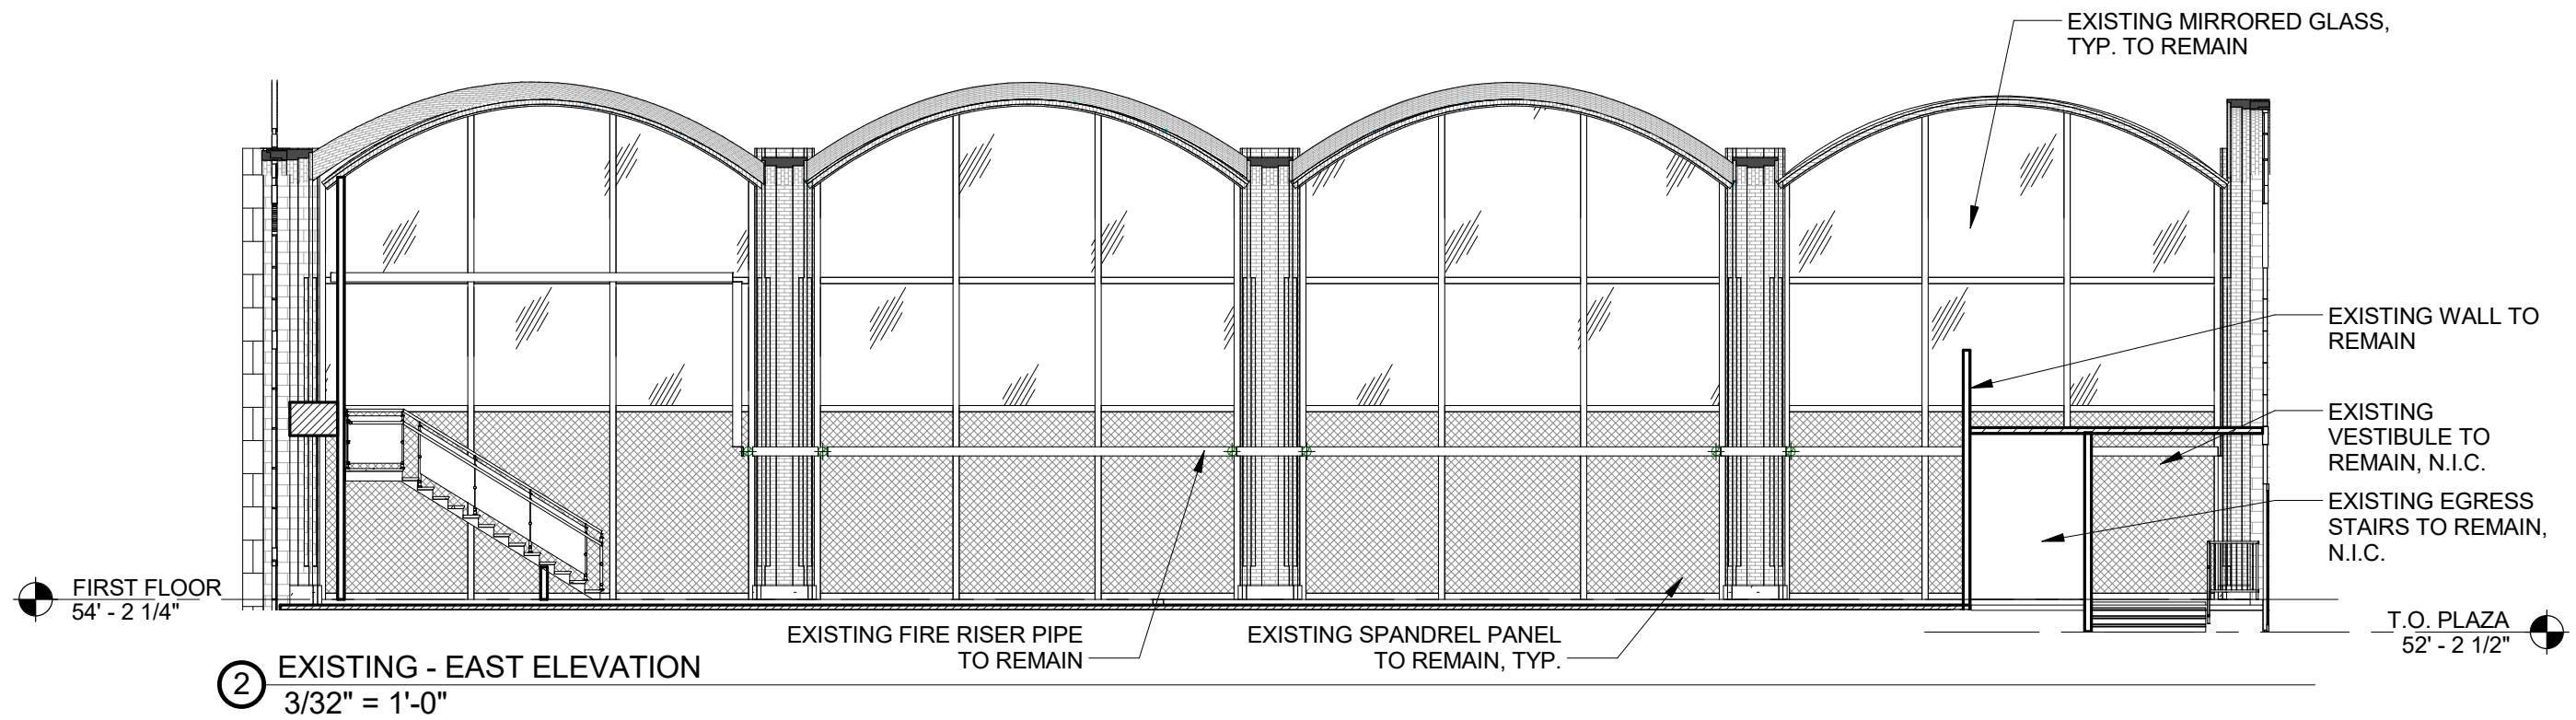 EXISTING MIRRORED GLASS,
TYP. TO REMAIN
EXISTING WALL TO
REMAIN
EXISTING
VESTIBULE TO
REMAIN, N.I.C.
EXISTING EGRESS
STAIRS TO REMAIN,
N.I.C.
FIRST FLOOR
54' - 2 1/4"
T.O. PLAZA
52' - 2 1/2"
EXISTING FIRE RISER PIPE
TO REMAIN
EXISTING SPANDREL PANEL
TO REMAIN, TYP.
2
EXISTING - EAST ELEVATION
3/32" = 1'-0"